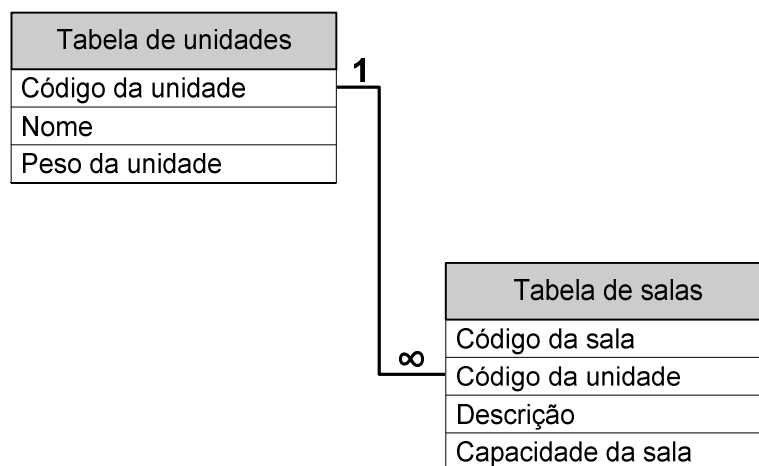 Tabela de unidades
1
Código da unidade
Nome
Peso da unidade
Tabela de salas
Código da sala
∞
Código da unidade
Descrição
Capacidade da sala